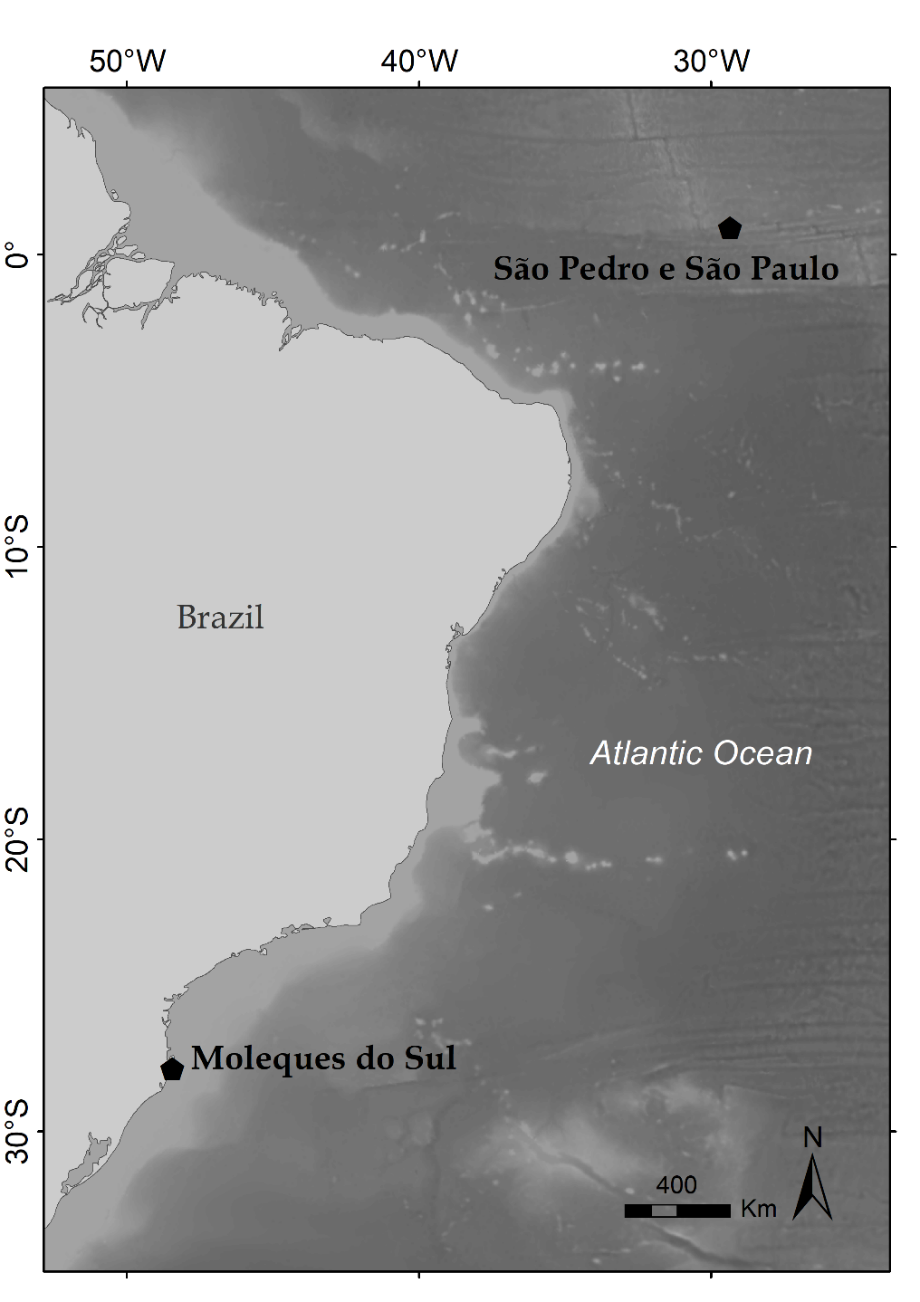 50°W 40°W 30°W
0°
São Pedro e São Paulo
10°S
Brazil
Atlantic Ocean
20°S
Moleques do Sul
30°S
N
400
Km